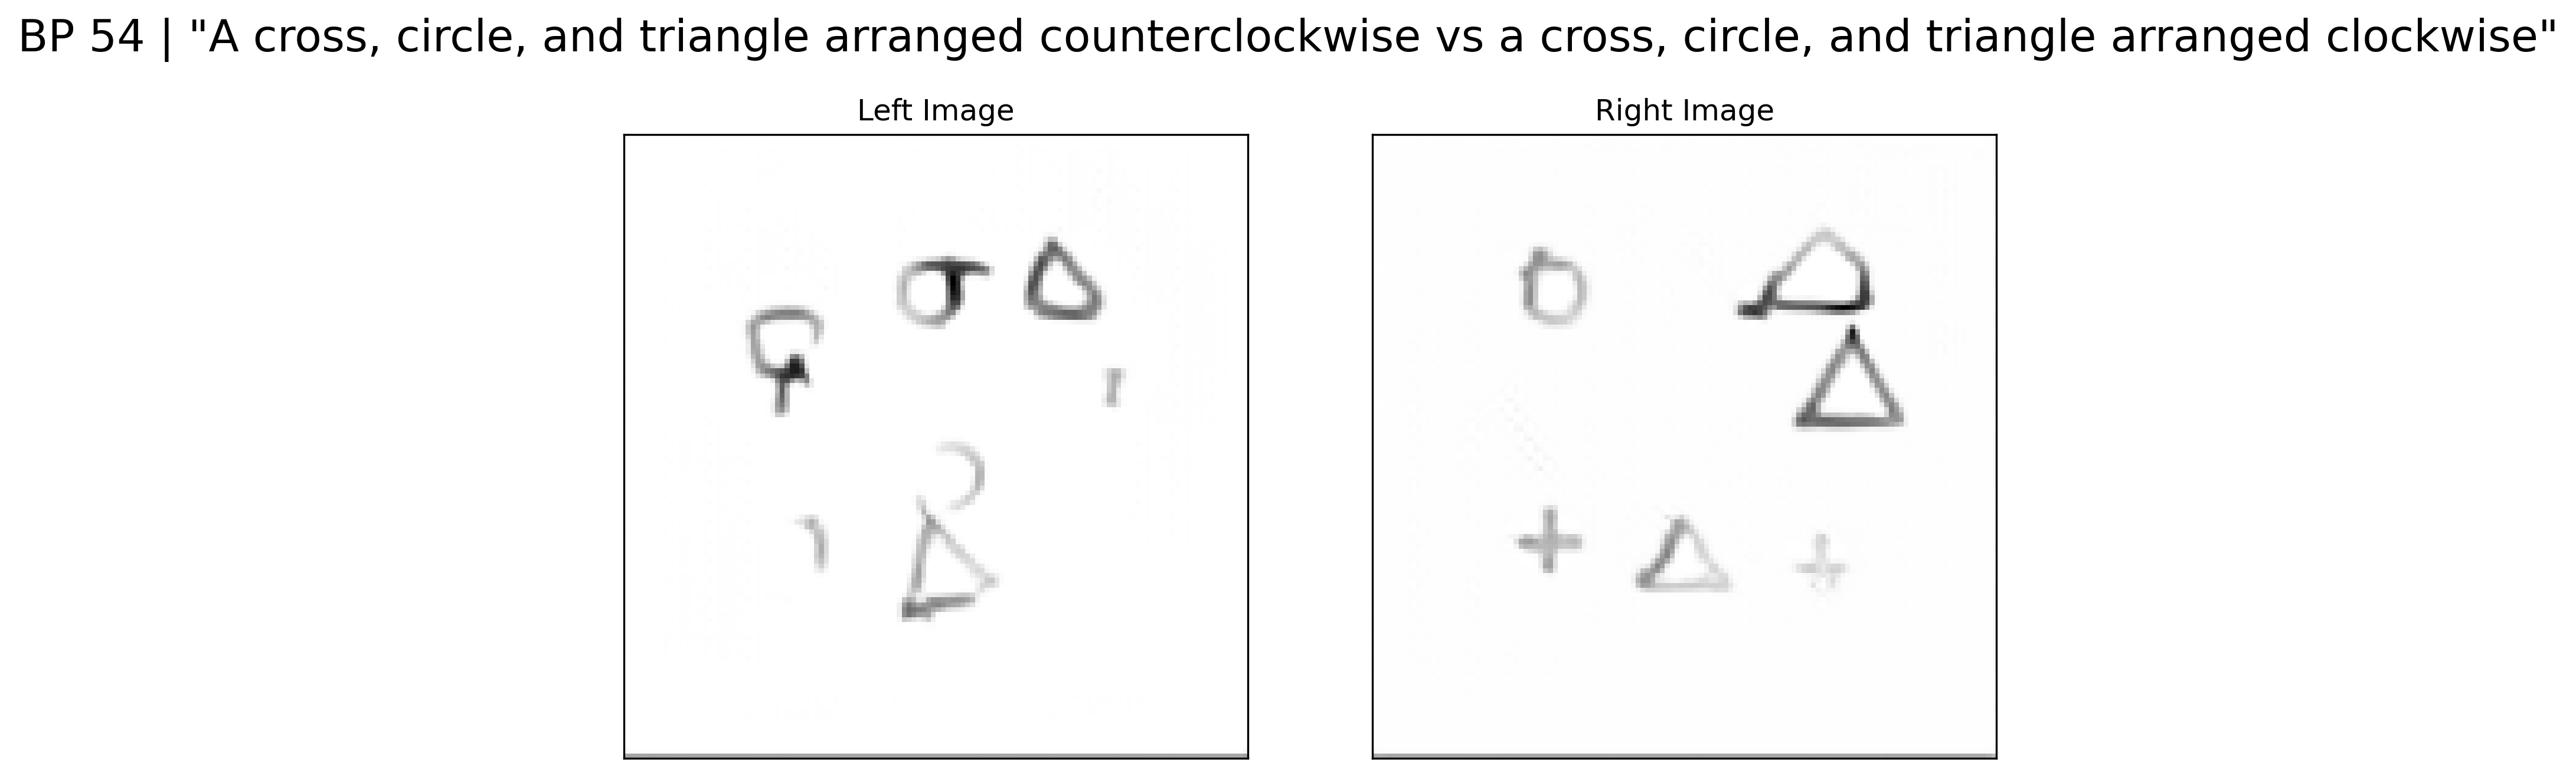 BP 54 | "A cross, circle, and triangle arranged counterclockwise vs a cross, circle, and triangle arranged clockwise"
Left Image
Right Image